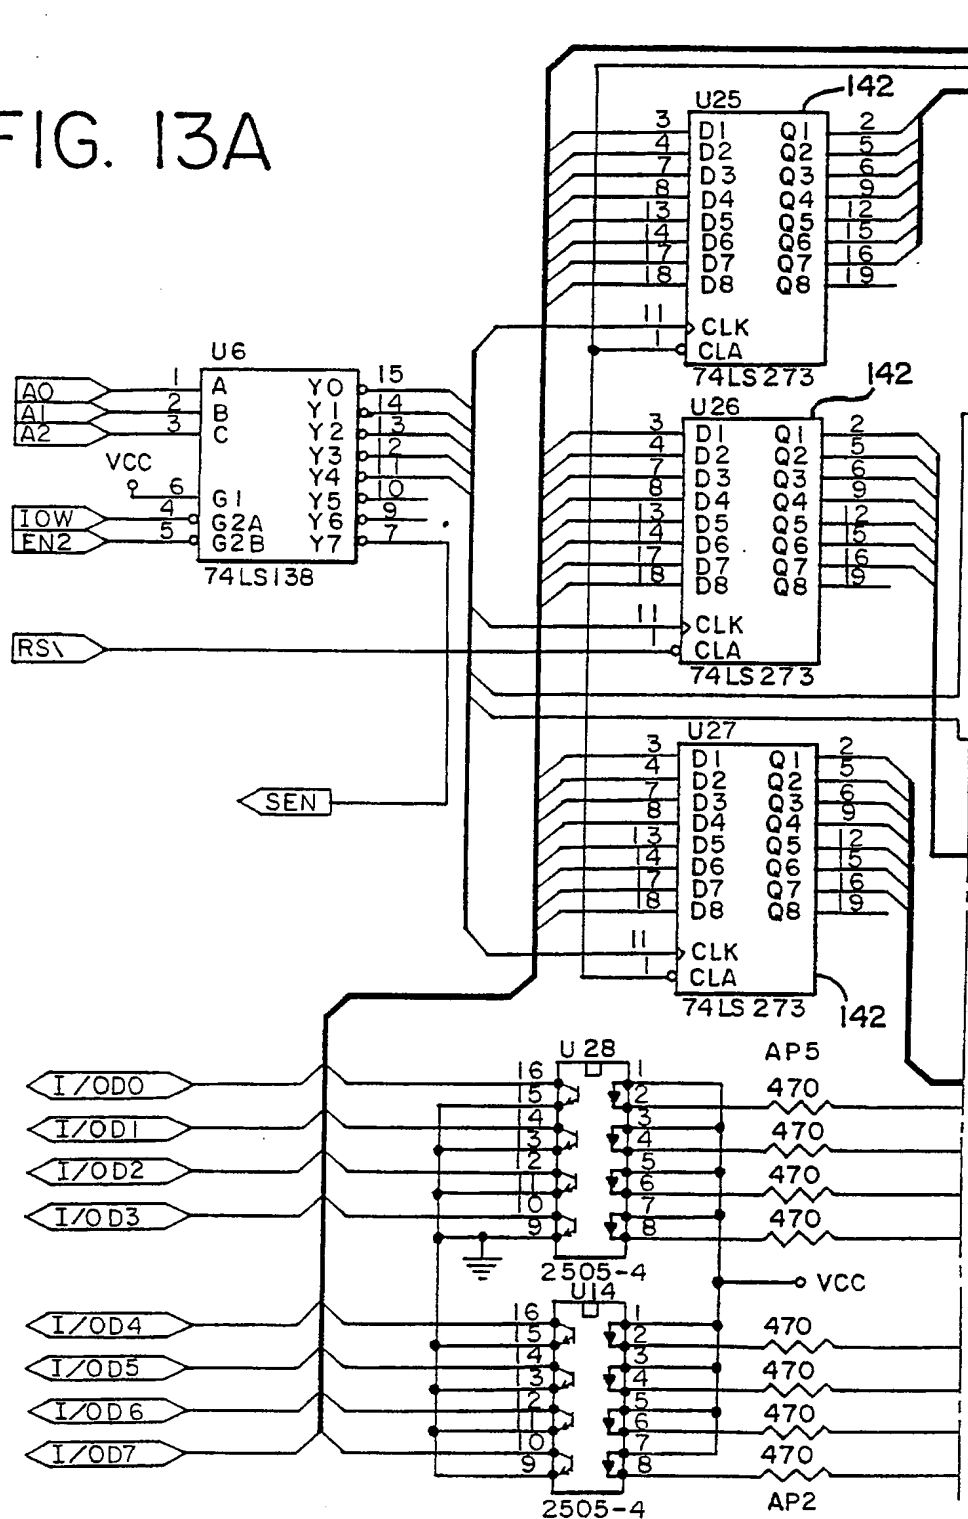 FIG. 13A
142
U25
3 D1 Q1 2
4 D2 Q2 5
7 D3 Q3 6
8 D4 Q4 9
13 D5 Q5 12
14 D6 Q6 15
17 D7 Q7 16
18 D8 Q8 19
11 CLK
1 CLA
74LS273
U6
A0 1 A Y0 15
A1 2 B Y1 14
A2 3 C Y2 13
VCC Y3 12
Y4 11
6 G1 Y5 10
IOW 4 G2A Y6 9
EN2 5 G2B Y7 7
74LS138
142
U26
3 D1 Q1 2
4 D2 Q2 5
7 D3 Q3 6
8 D4 Q4 9
13 D5 Q5 12
14 D6 Q6 15
17 D7 Q7 16
18 D8 Q8 19
11 CLK
RS\ 1 CLA
74LS273
U27
3 D1 Q1 2
4 D2 Q2 5
7 D3 Q3 6
8 D4 Q4 9
13 D5 Q5 12
14 D6 Q6 15
17 D7 Q7 16
18 D8 Q8 19
SEN
11 CLK
1 CLA
74LS273
142
U28 AP5
I/OD0 16 1 470
15 2
I/OD1 14 3 470
13 4
I/OD2 12 5 470
11 6
I/OD3 10 7 470
9 8
2505-4
VCC
U14
I/OD4 16 1 470
15 2
I/OD5 14 3 470
13 4
I/OD6 12 5 470
11 6
I/OD7 10 7 470
9 8
2505-4 AP2